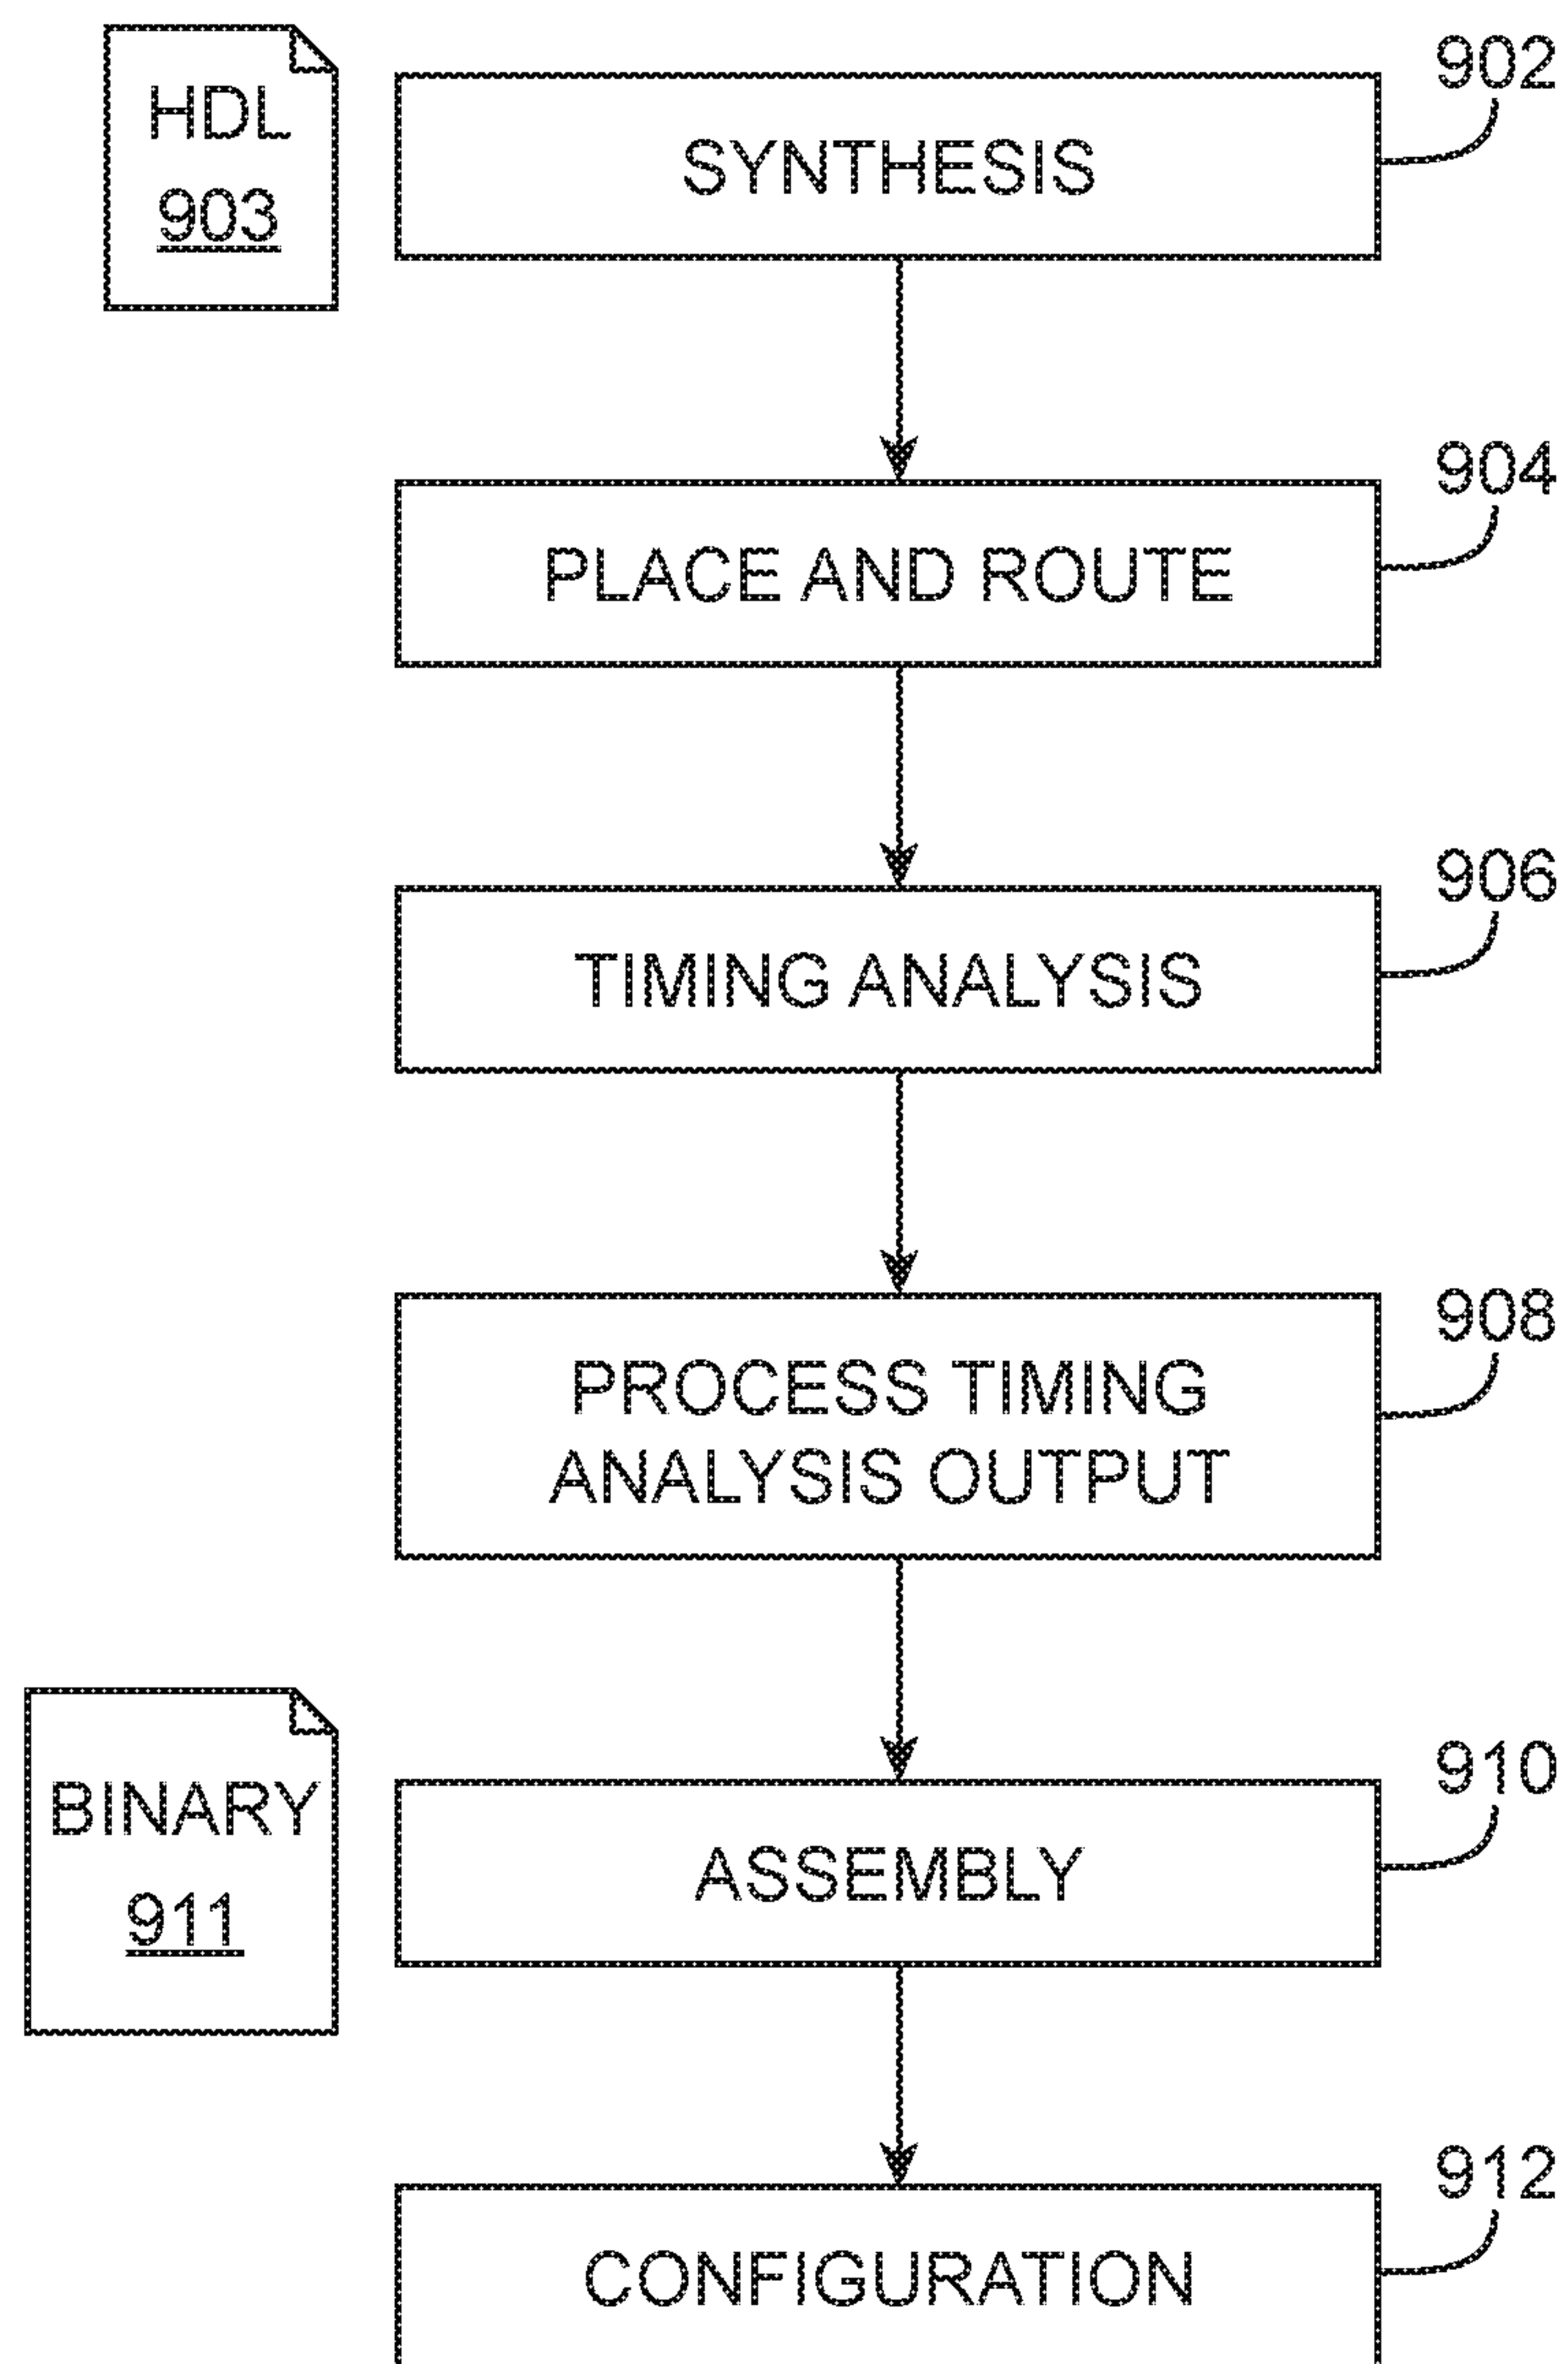 HDL
903
902
SYNTHESIS
904
PLACE AND ROUTE
906
TIMING ANALYSIS
908
PROCESS TIMING
ANALYSIS OUTPUT
BINARY
911
910
ASSEMBLY
912
CONFIGURATION